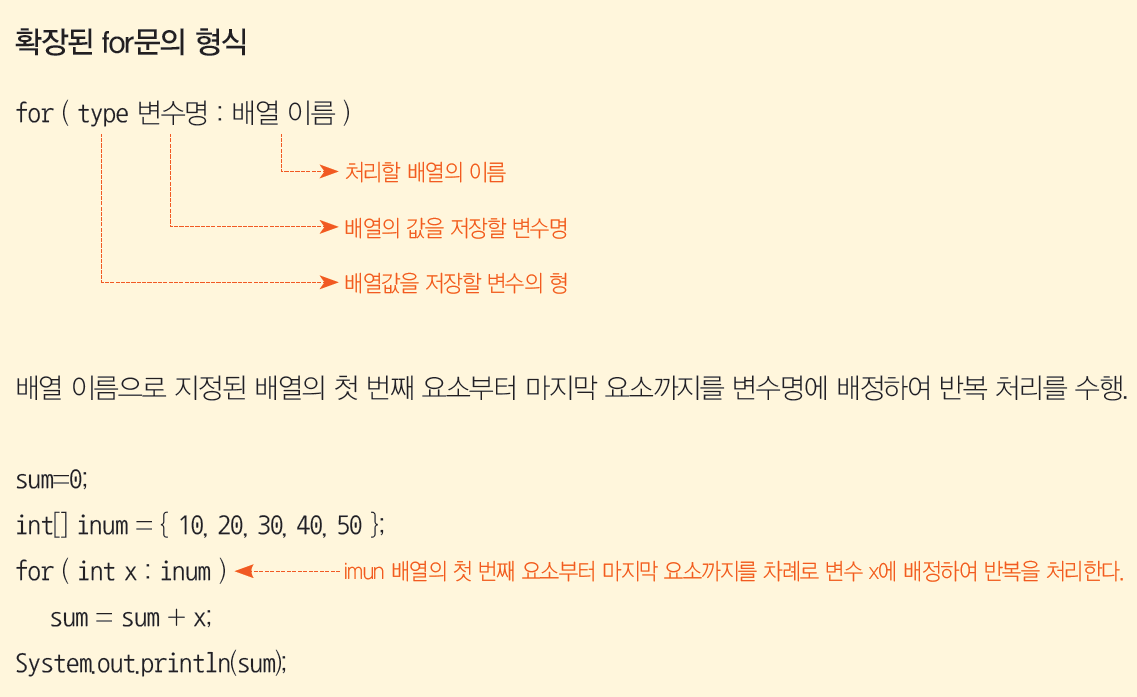 확장된 for문의 형식
for ( type 변수명 : 배열 이름 )
처리할 배열의 이름
배열의 값을 저장할 변수명
배열값을 저장할 변수의 형
배열 이름으로 지정된 배열의 첫 번째 요소부터 마지막 요소까지를 변수명에 배정하여 반복 처리를 수행.
sum=0;
int[] inum = { 10, 20, 30, 40, 50 };
for ( int x : inum ) imun 배열의 첫 번째 요소부터 마지막 요소까지를 차례로 변수 x에 배정하여 반복을 처리한다.
sum = sum + x;
System.out.println(sum);